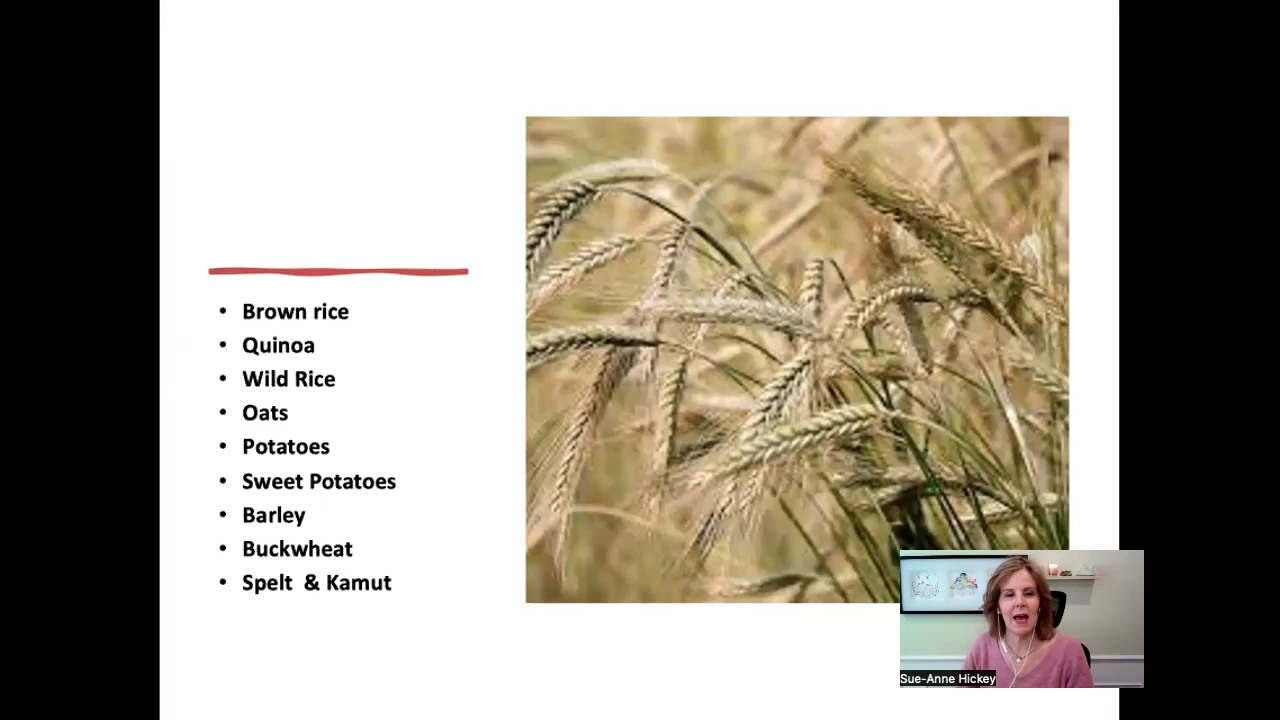 • Brown rice
• Quinoa
• Wild Rice
• Oats
• Potatoes
• Sweet Potatoes
• Barley
• Buckwheat
• Spelt  & Kamut
Sue-Anne Hickey